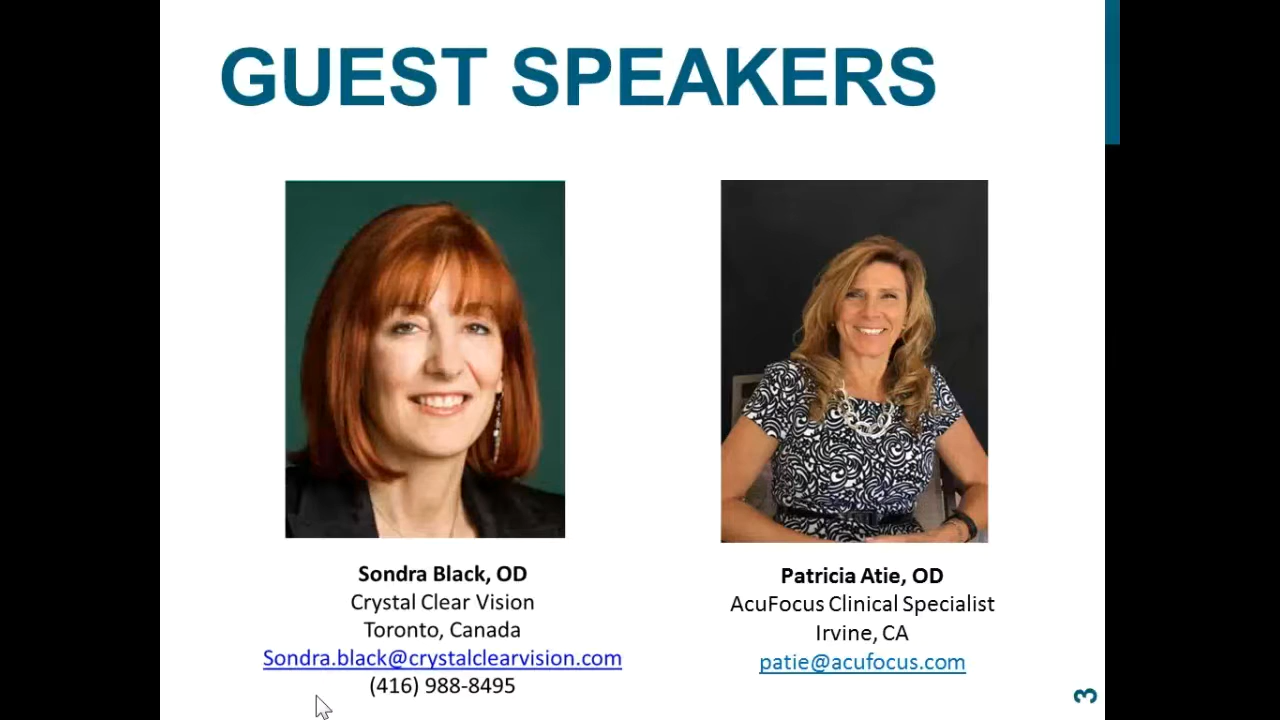 GUEST SPEAKERS
Sondra Black, OD
Crystal Clear Vision
Toronto, Canada
Sondra.black@crystalclearvision.com
(416) 988-8495
Patricia Atie, OD
AcuFocus Clinical Specialist
Irvine, CA
patie@acufocus.com
3